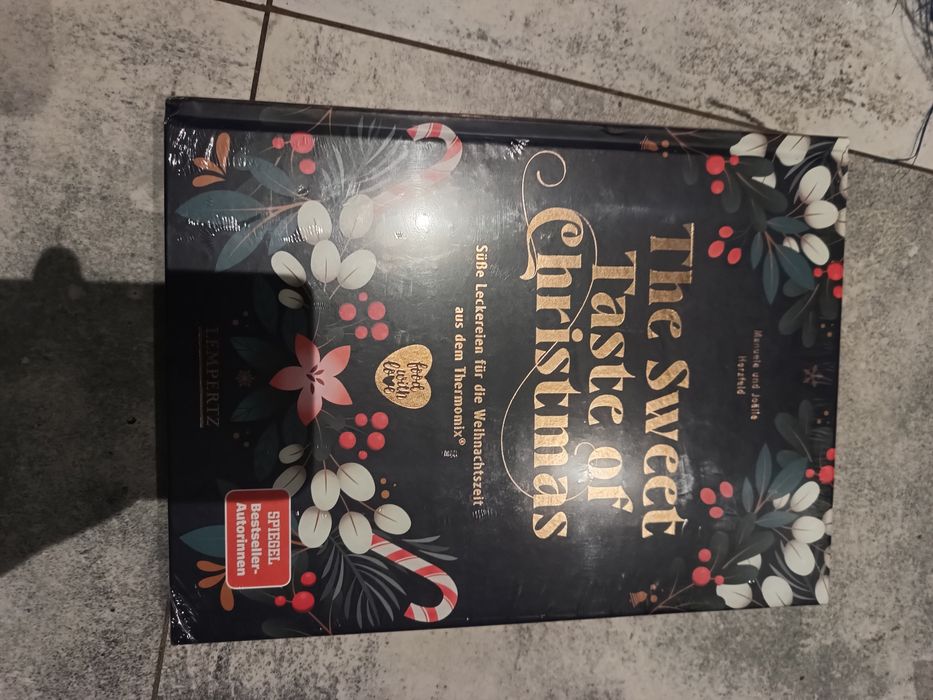 Manuela und Joëlle
Herzfeld
The Sweet
Taste of
Christmas
Süße Leckereien für die Weihnachtszeit
aus dem Thermomix®
food
with
love
SPIEGEL
Bestseller-
Autorinnen
LEMPERTZ